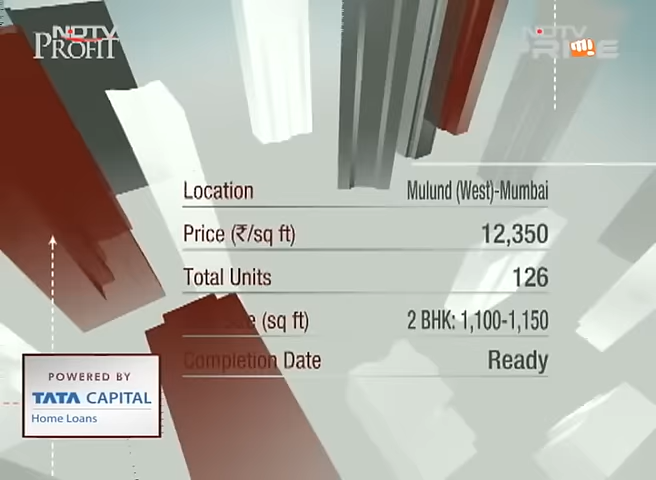 NDTV
PROFIT
NDTV
PRIME
Location Mulund (West)-Mumbai
Price (₹/sq ft) 12,350
Total Units 126
(sq ft) 2 BHK: 1,100-1,150
Completion Date Ready
POWERED BY
TATA CAPITAL
Home Loans